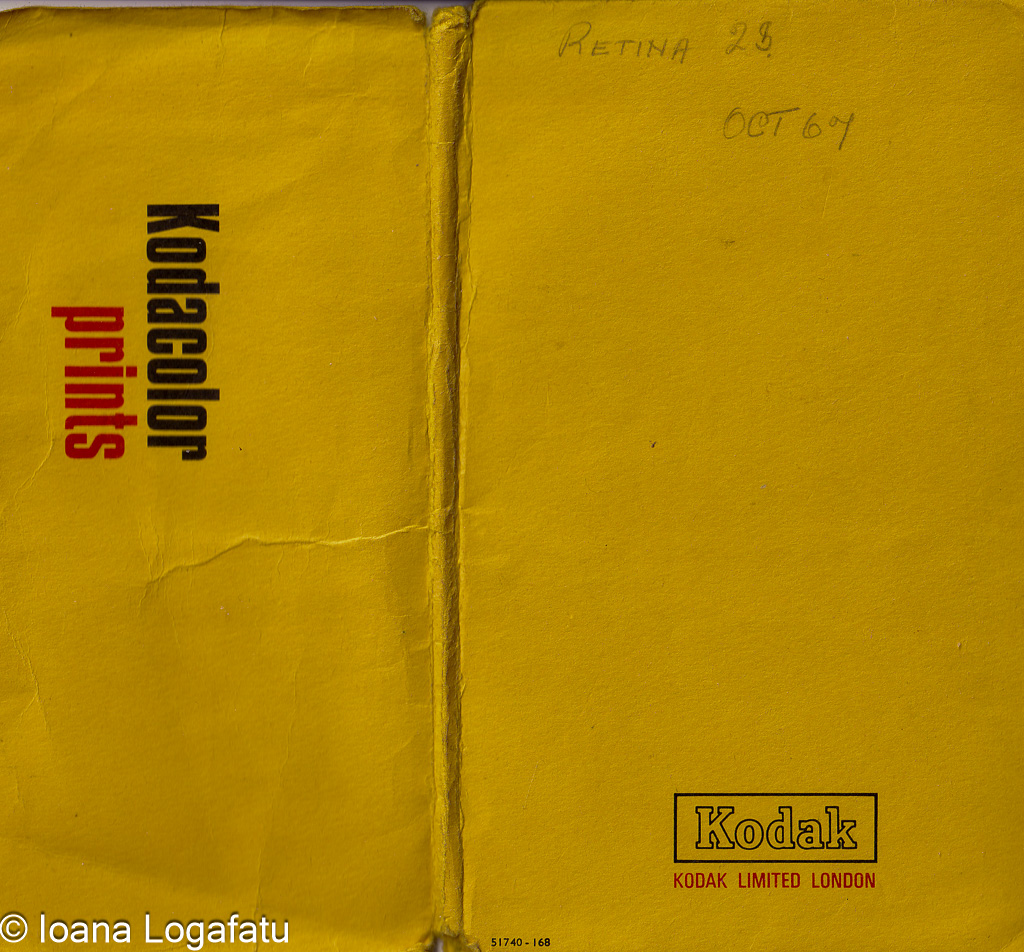 RETINA 2S.
OCT 67
Kodacolor
prints
Kodak
KODAK LIMITED LONDON
51740-168
© Ioana Logafatu